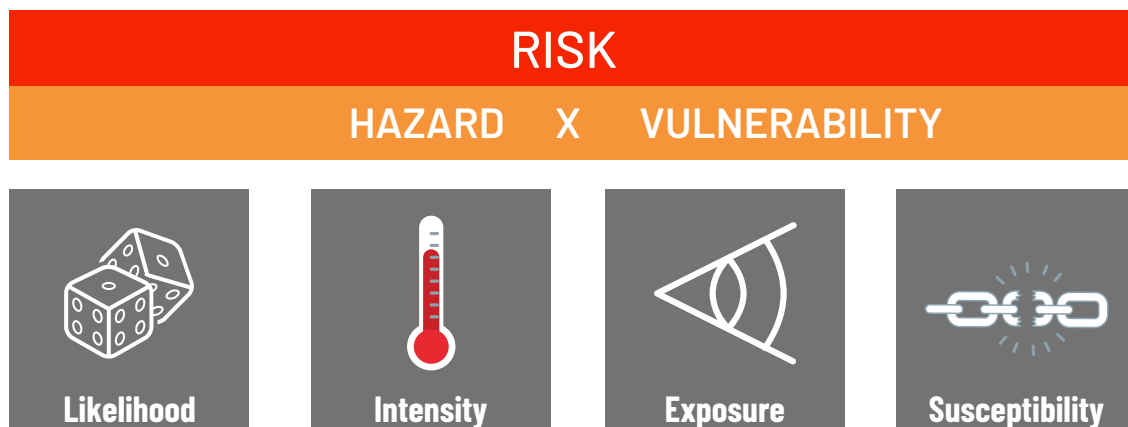 RISK
HAZARD X VULNERABILITY
Likelihood Intensity Exposure Susceptibility